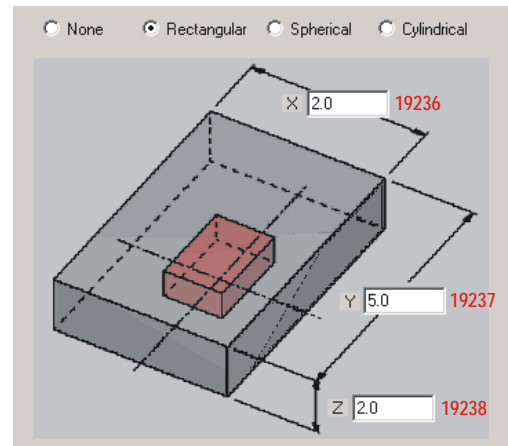 None Rectangular Spherical Cylindrical
X 2.0 19236
Y 5.0 19237
Z 2.0 19238